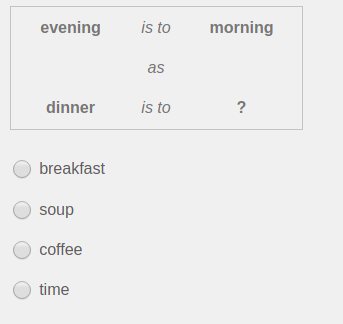 evening is to morning
as
dinner is to ?
breakfast
soup
coffee
time